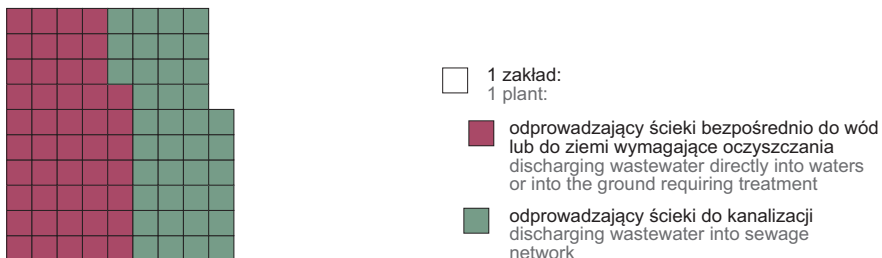 1 zakład:
1 plant:
odprowadzający ścieki bezpośrednio do wód
lub do ziemi wymagające oczyszczania
discharging wastewater directly into waters
or into the ground requiring treatment
odprowadzający ścieki do kanalizacji
discharging wastewater into sewage
network